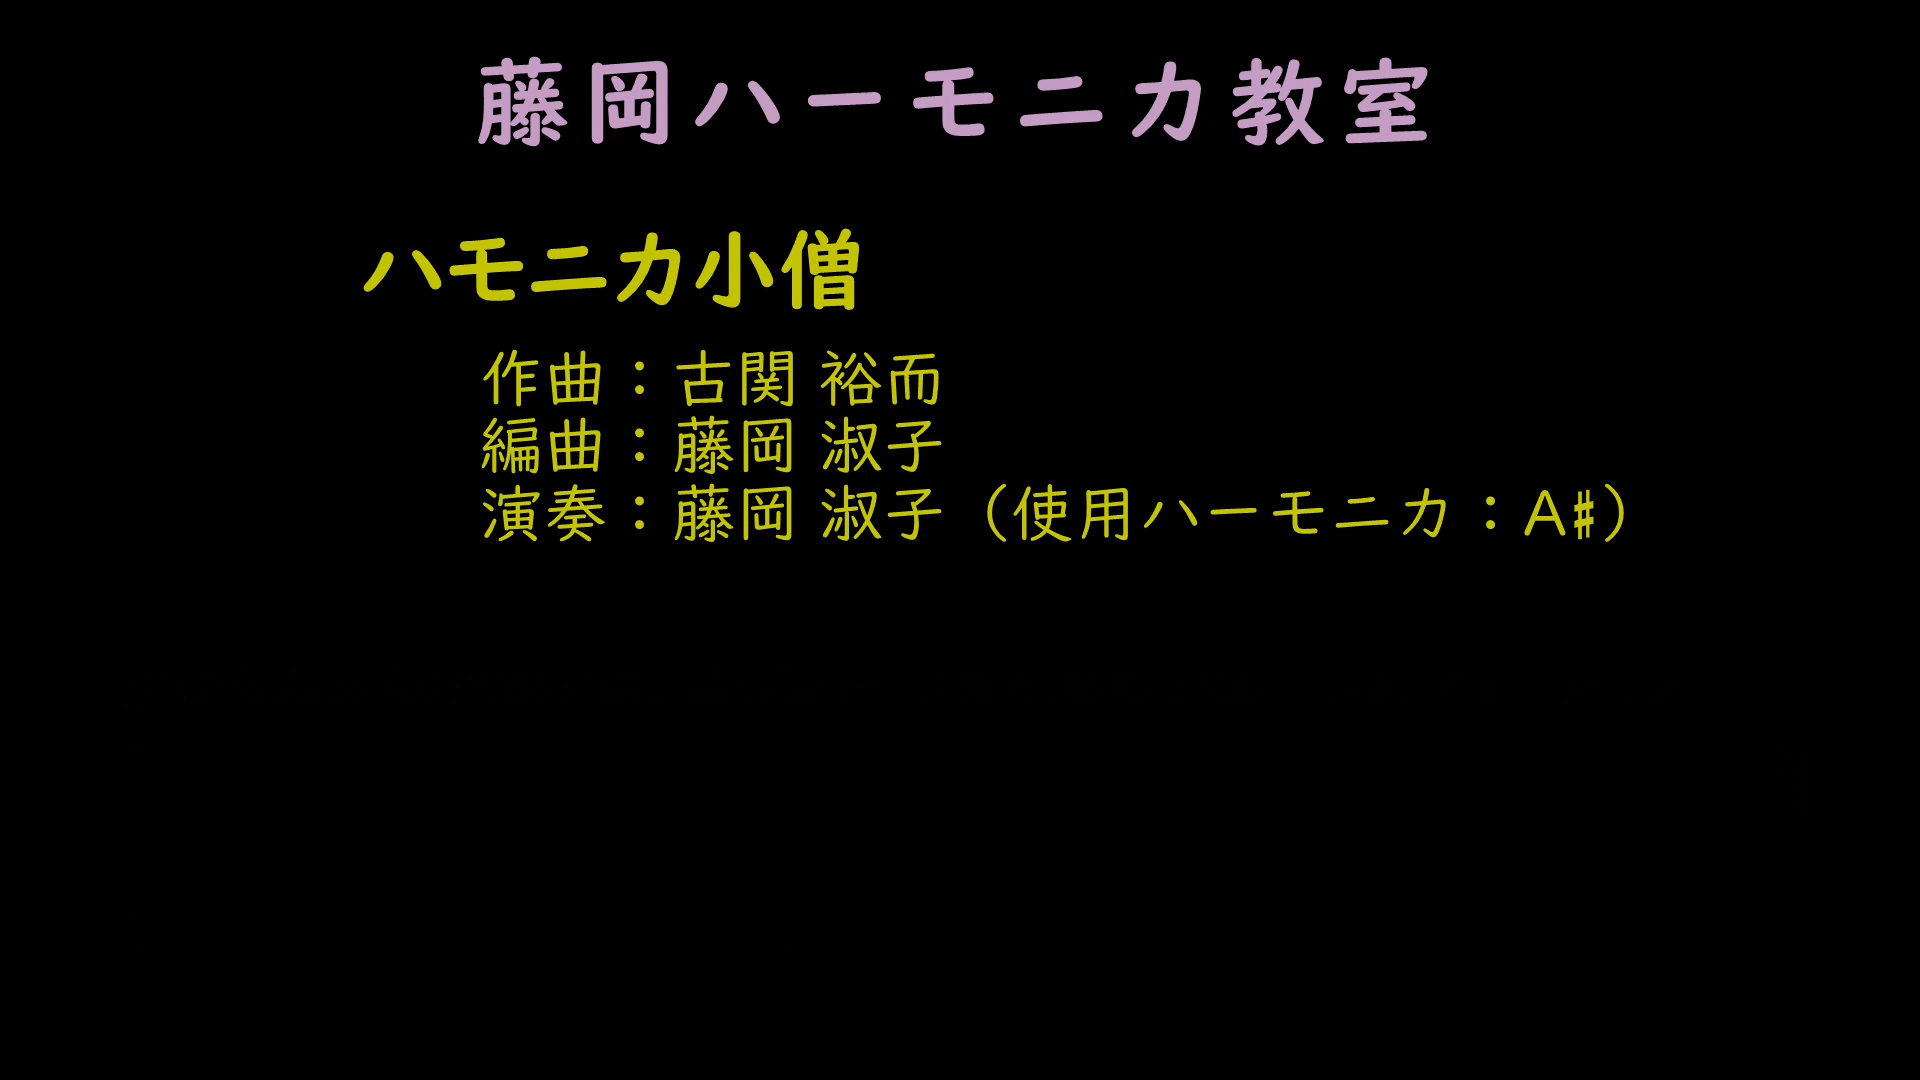 藤岡ハーモニカ教室
ハモニカ小僧
作曲：古関 裕而
編曲：藤岡 淑子
演奏：藤岡 淑子（使用ハーモニカ：A♯）